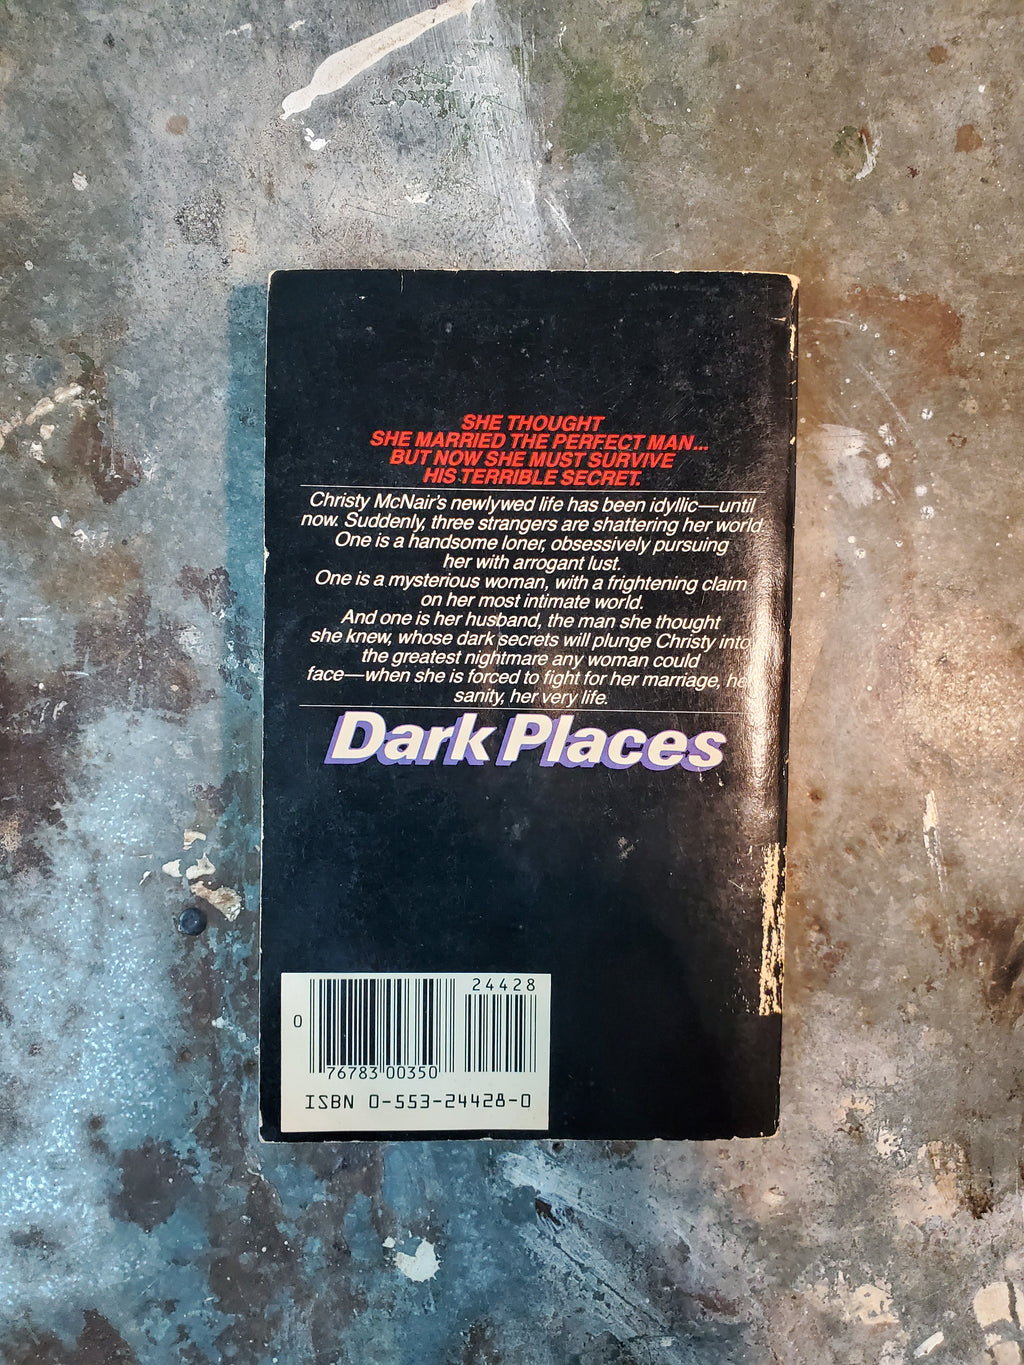 SHE THOUGHT
SHE MARRIED THE PERFECT MAN...
BUT NOW SHE MUST SURVIVE
HIS TERRIBLE SECRET.
Christy McNair's newlywed life has been idyllic—until
now. Suddenly, three strangers are shattering her world.
One is a handsome loner, obsessively pursuing
her with arrogant lust.
One is a mysterious woman, with a frightening claim
on her most intimate world.
And one is her husband, the man she thought
she knew, whose dark secrets will plunge Christy into
the greatest nightmare any woman could
face—when she is forced to fight for her marriage, her
sanity, her very life.
Dark Places
24428
0
76783 00350
ISBN 0-553-24428-0